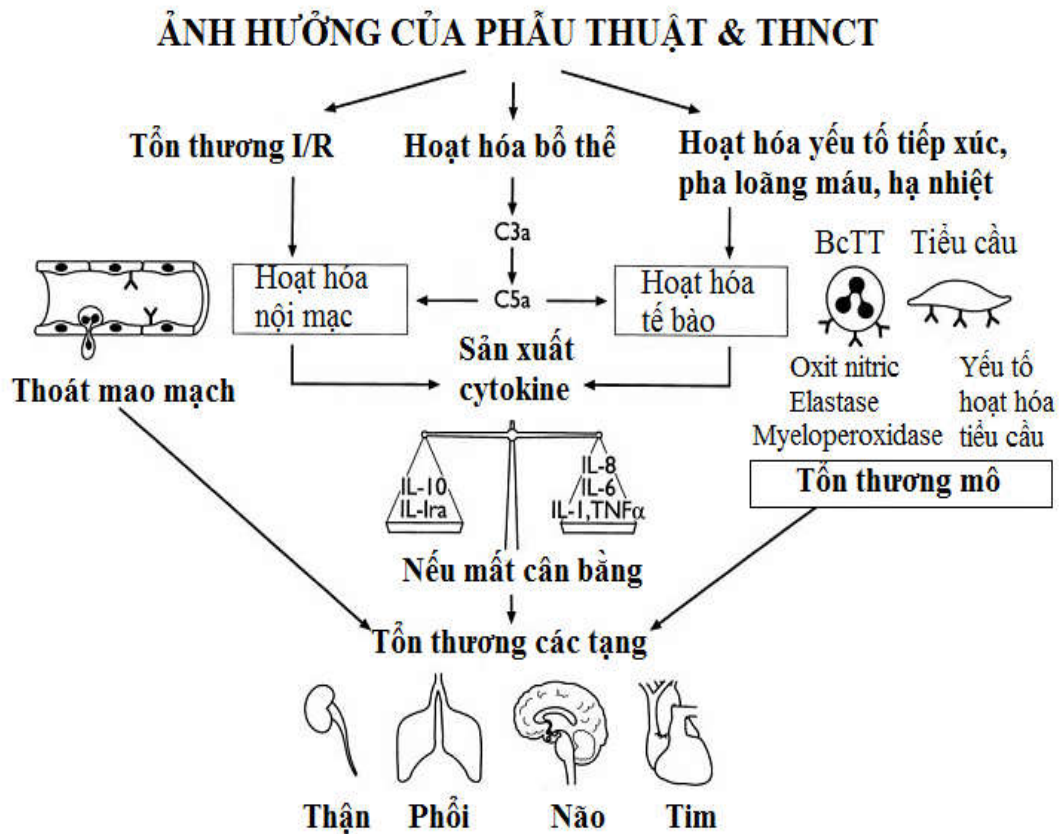 ẢNH HƯỞNG CỦA PHẪU THUẬT & THNCT
Tổn thương I/R
Hoạt hóa bổ thể
Hoạt hóa yếu tố tiếp xúc,
pha loãng máu, hạ nhiệt
C3a
C5a
Hoạt hóa
nội mạc
Hoạt hóa
tế bào
BcTT
Tiểu cầu
Thoát mao mạch
Sản xuất
cytokine
Oxit nitric
Elastase
Myeloperoxidase
Yếu tố
hoạt hóa
tiểu cầu
Tổn thương mô
IL-10
IL-Ira
IL-8
IL-6
IL-1,TNFα
Nếu mất cân bằng
Tổn thương các tạng
Thận
Phổi
Não
Tim